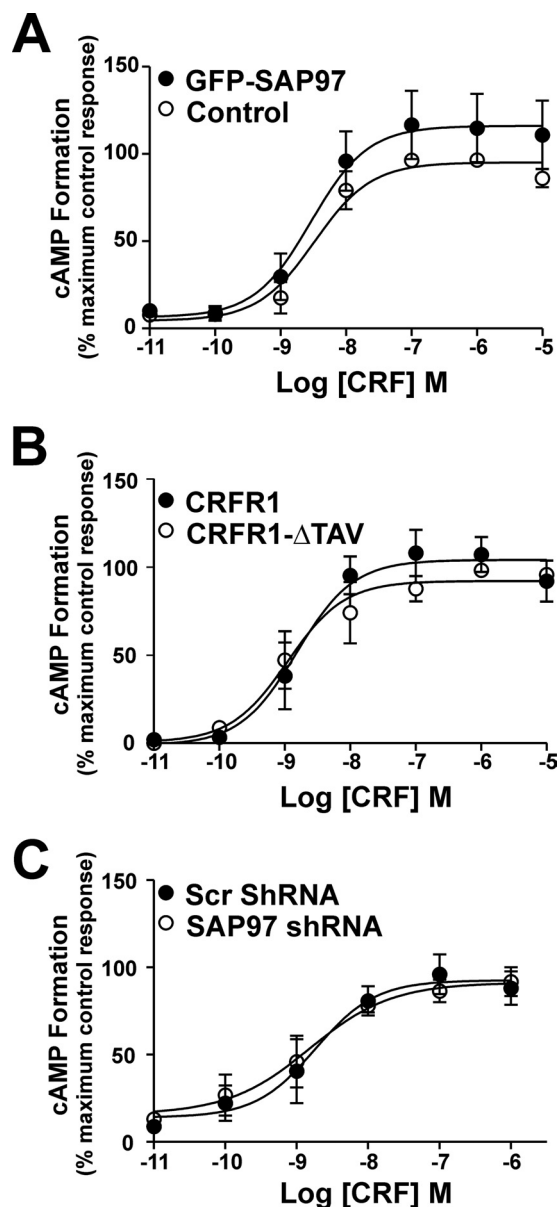 A
GFP-SAP97
Control
cAMP Formation
(% maximum control response)
150
100
50
0
-11 -10 -9 -8 -7 -6 -5
Log [CRF] M
B
CRFR1
CRFR1-ΔTAV
cAMP Formation
(% maximum control response)
150
100
50
0
-11 -10 -9 -8 -7 -6 -5
Log [CRF] M
C
Scr ShRNA
SAP97 shRNA
cAMP Formation
(% maximum control response)
150
100
50
0
-11 -10 -9 -8 -7 -6
Log [CRF] M